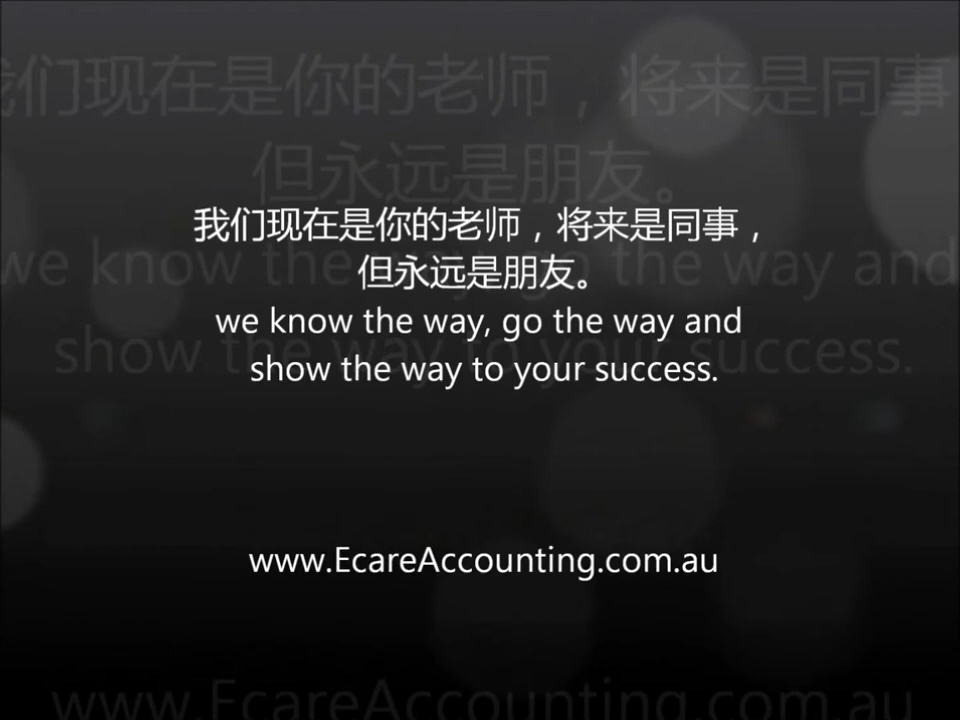 我们现在是你的老师，将来是同事，
但永远是朋友。
we know the way, go the way and
show the way to your success.
www.EcareAccounting.com.au